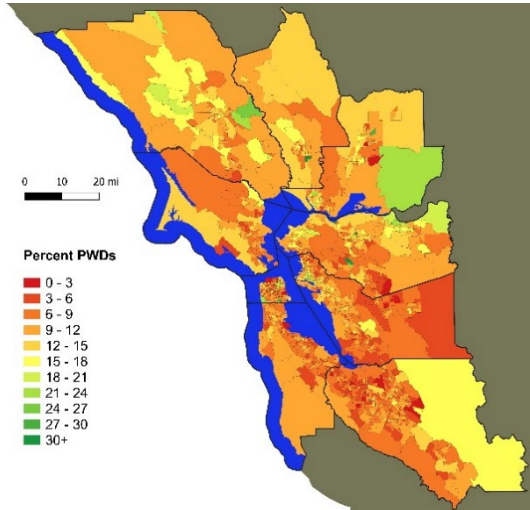 0 10 20 mi
Percent PWDs
0 - 3
3 - 6
6 - 9
9 - 12
12 - 15
15 - 18
18 - 21
21 - 24
24 - 27
27 - 30
30+